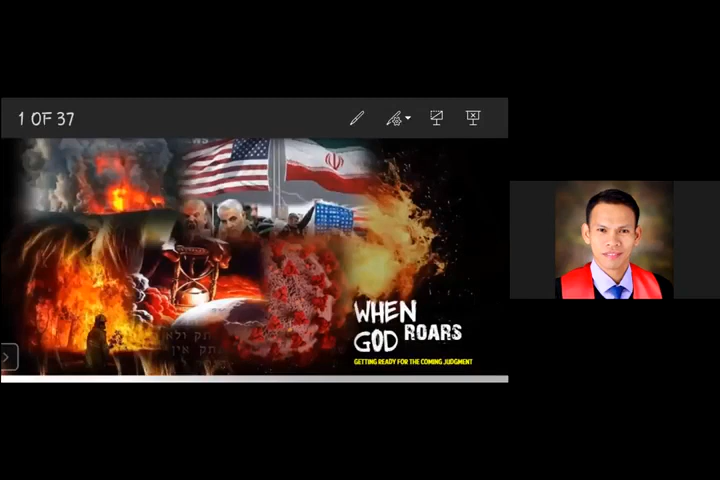 1 OF 37
WHEN
GOD ROARS
GETTING READY FOR THE COMING JUDGMENT